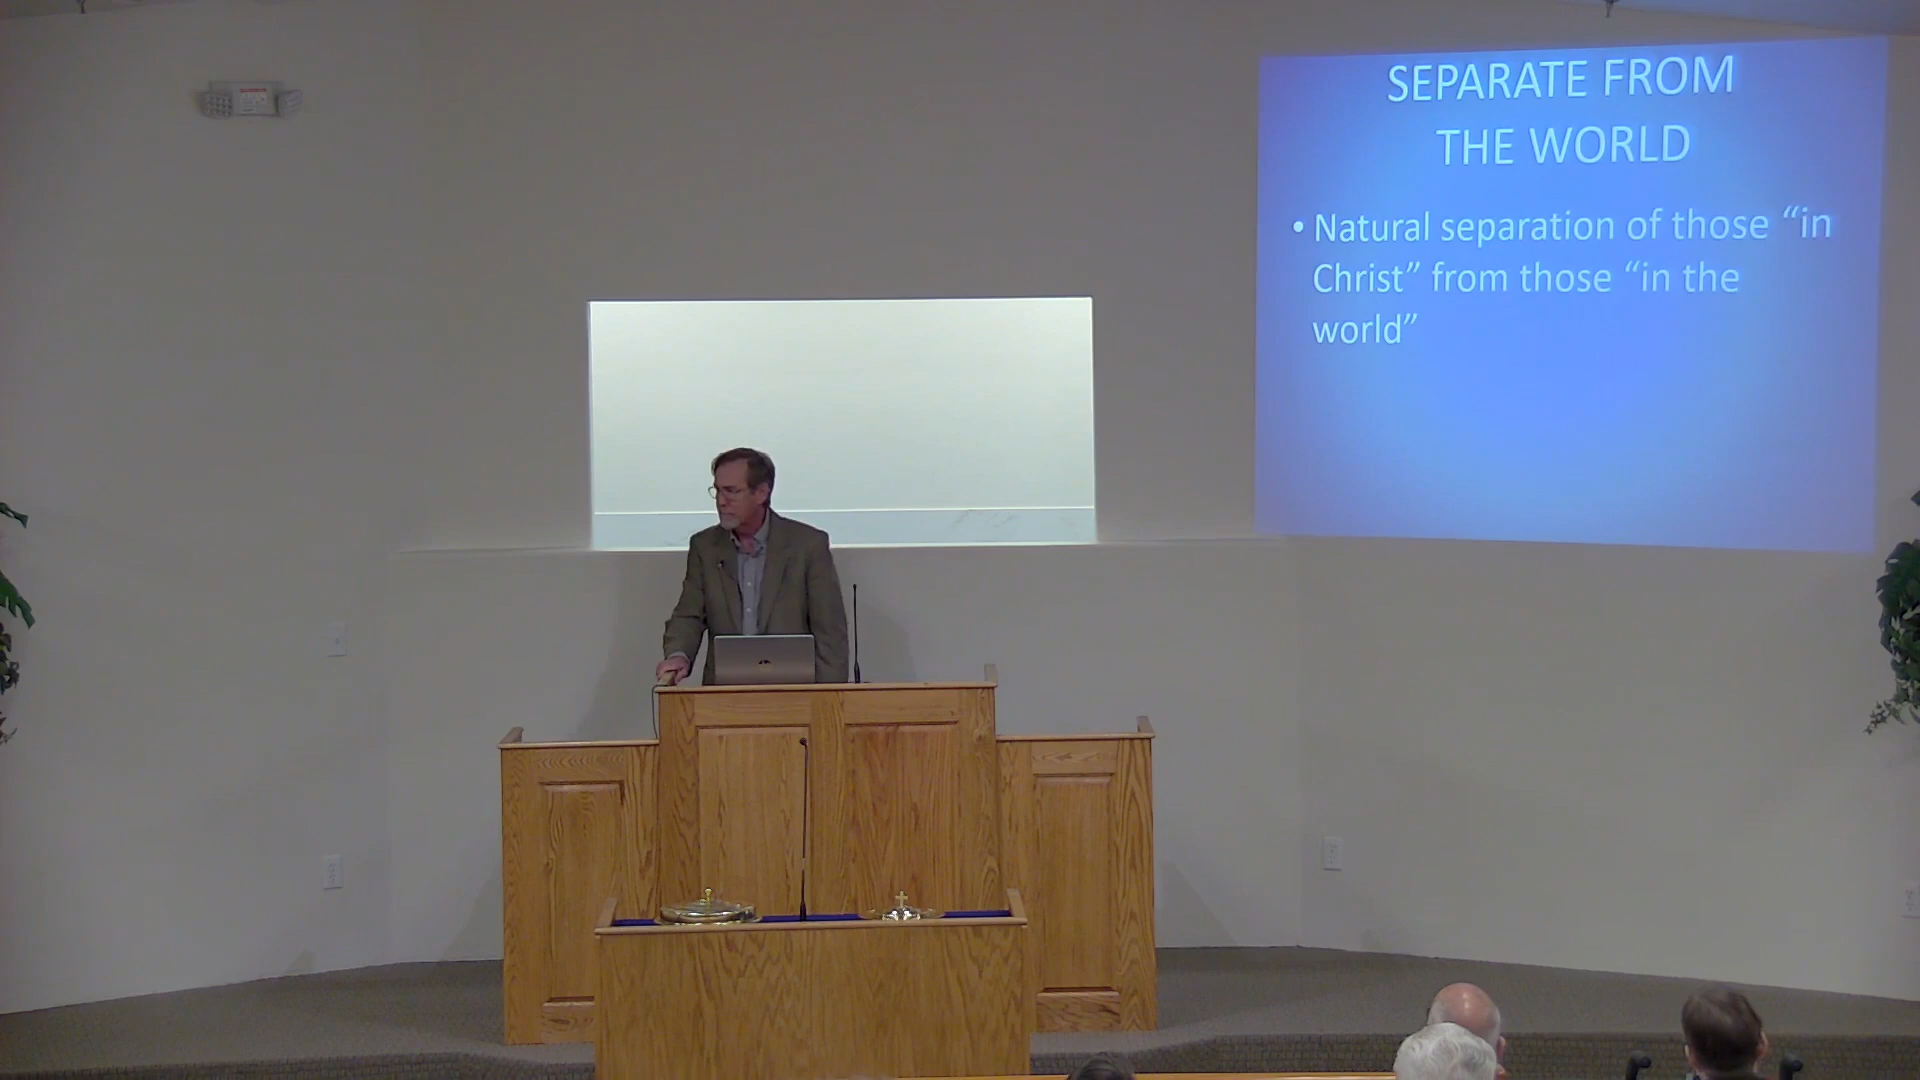 SEPARATE FROM
THE WORLD
• Natural separation of those “in
Christ” from those “in the
world”